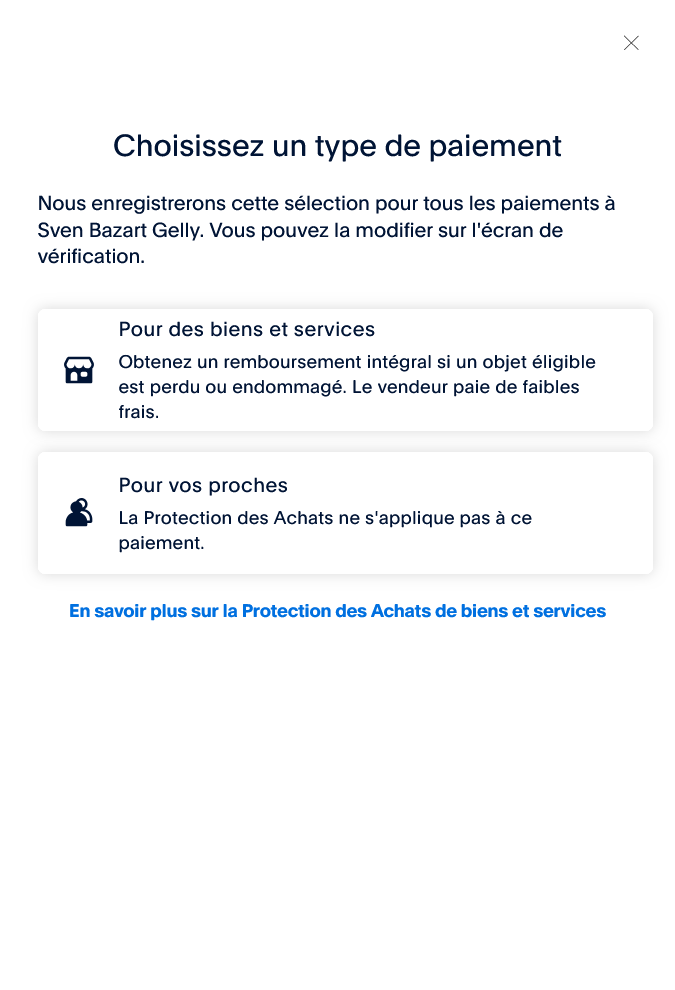 Choisissez un type de paiement
Nous enregistrerons cette sélection pour tous les paiements à
Sven Bazart Gelly. Vous pouvez la modifier sur l'écran de
vérification.
Pour des biens et services
Obtenez un remboursement intégral si un objet éligible
est perdu ou endommagé. Le vendeur paie de faibles
frais.
Pour vos proches
La Protection des Achats ne s'applique pas à ce
paiement.
En savoir plus sur la Protection des Achats de biens et services